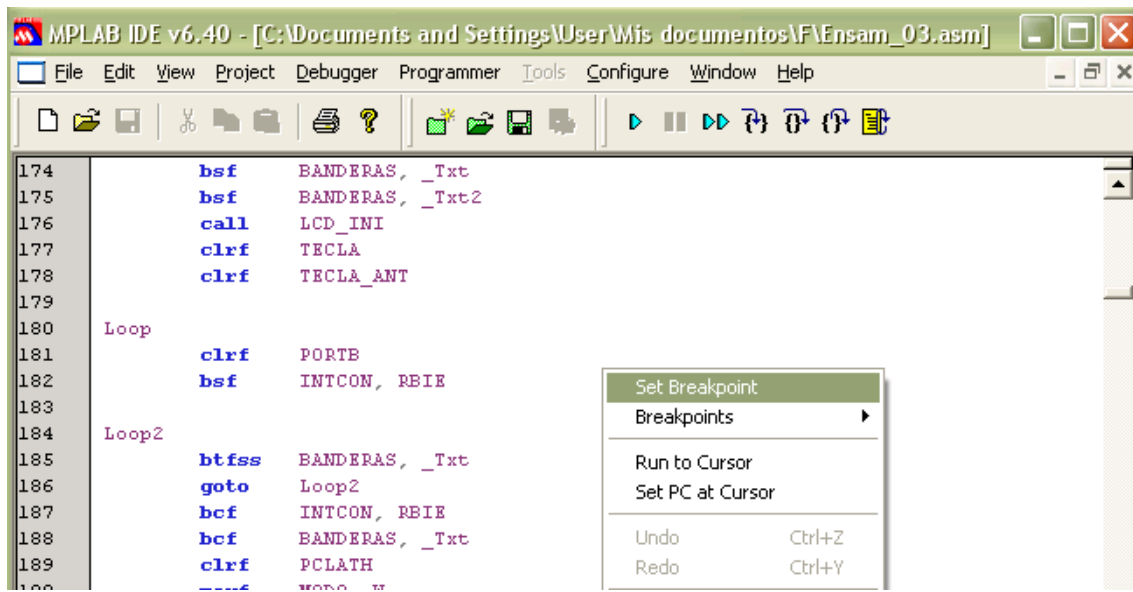 MPLAB IDE v6.40 - [C:\Documents and Settings\User\Mis documentos\F\Ensam_03.asm]
File Edit View Project Debugger Programmer Tools Configure Window Help
174 bsf BANDERAS, _Txt
175 bsf BANDERAS, _Txt2
176 call LCD_INI
177 clrf TECLA
178 clrf TECLA_ANT
179
180 Loop
181 clrf PORTB
182 bsf INTCON, RBIE
183
184 Loop2
185 btfss BANDERAS, _Txt
186 goto Loop2
187 bcf INTCON, RBIE
188 bcf BANDERAS, _Txt
189 clrf PCLATH
Set Breakpoint
Breakpoints
Run to Cursor
Set PC at Cursor
Undo Ctrl+Z
Redo Ctrl+Y